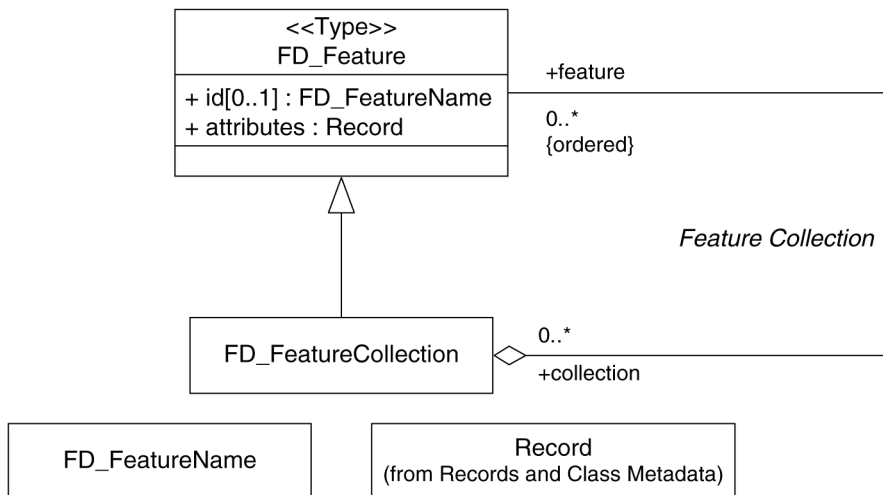 <<Type>>
FD_Feature
+ id[0..1] : FD_FeatureName
+ attributes : Record
+feature
0..*
{ordered}
Feature Collection
FD_FeatureCollection
0..*
+collection
FD_FeatureName
Record
(from Records and Class Metadata)